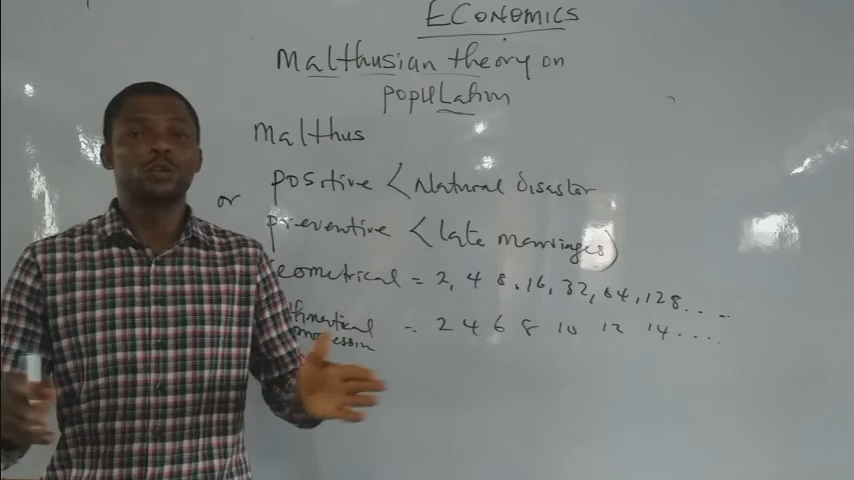 ECONOMICS
Malthusian theory on
population
Malthus
positive < Natural disaster
or
preventive < late marriages)
eometrical = 2, 4 8, 16, 32, 64, 128 . . . _
= 2 4 6 8 10 12 14 . . . .